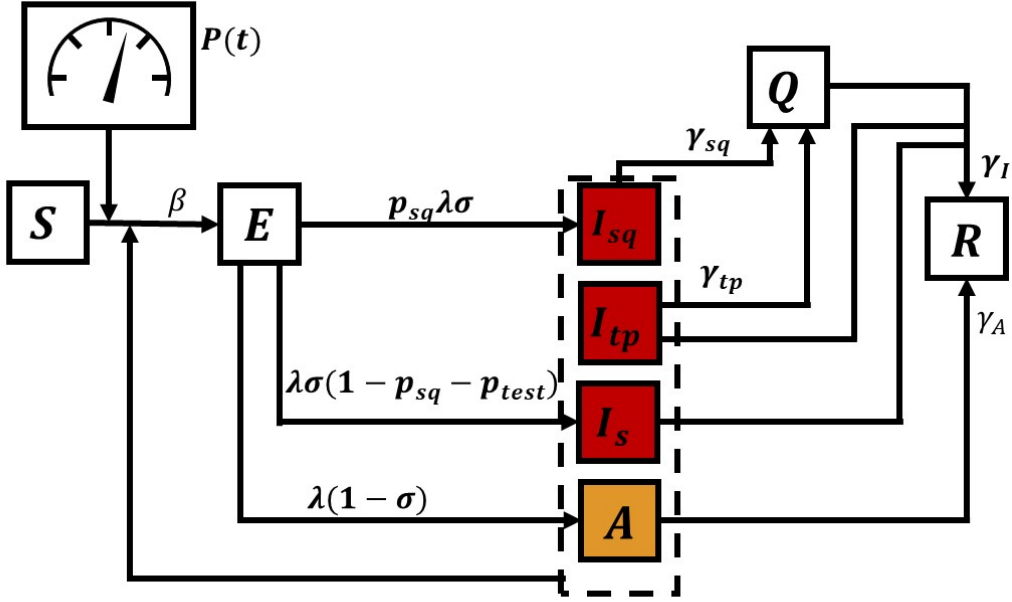 P(t)
Q
γ_sq
S
β
E
p_sq λσ
I_sq
γ_I
R
γ_tp
I_tp
γ_A
λσ(1 − p_sq − p_test)
I_s
λ(1 − σ)
A